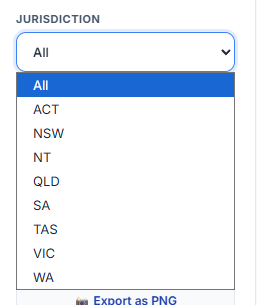 JURISDICTION
All
All
ACT
NSW
NT
QLD
SA
TAS
VIC
WA
Export as PNG